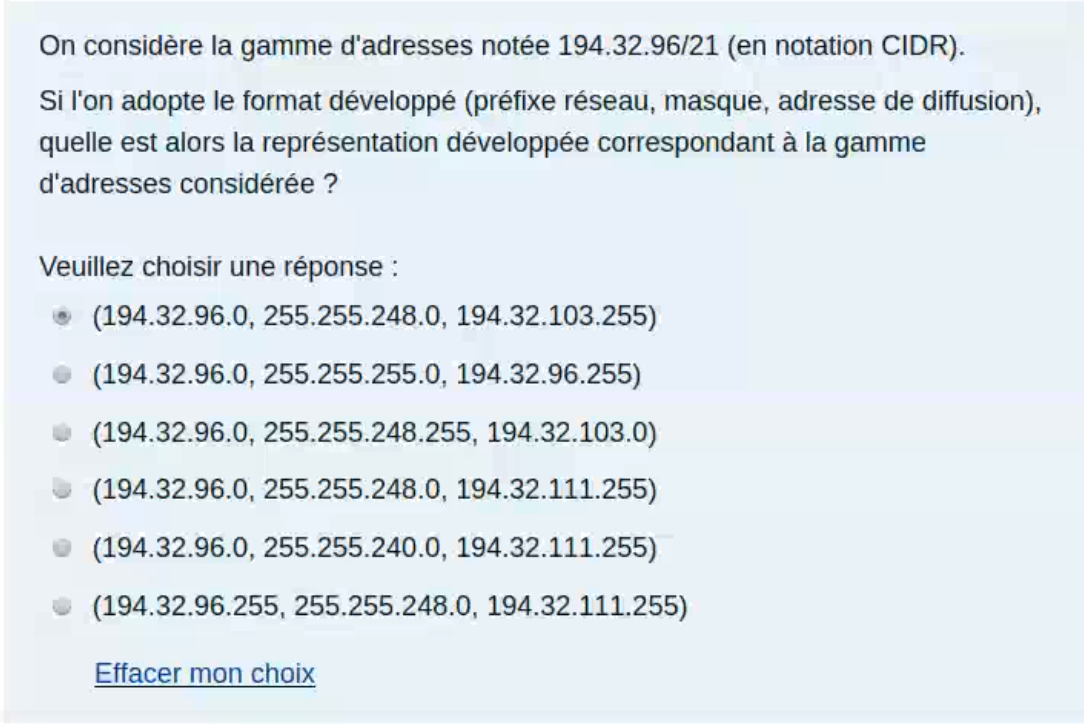 On considère la gamme d'adresses notée 194.32.96/21 (en notation CIDR).
Si l'on adopte le format développé (préfixe réseau, masque, adresse de diffusion),
quelle est alors la représentation développée correspondant à la gamme
d'adresses considérée ?
Veuillez choisir une réponse :
(194.32.96.0, 255.255.248.0, 194.32.103.255)
(194.32.96.0, 255.255.255.0, 194.32.96.255)
(194.32.96.0, 255.255.248.255, 194.32.103.0)
(194.32.96.0, 255.255.248.0, 194.32.111.255)
(194.32.96.0, 255.255.240.0, 194.32.111.255)
(194.32.96.255, 255.255.248.0, 194.32.111.255)
Effacer mon choix